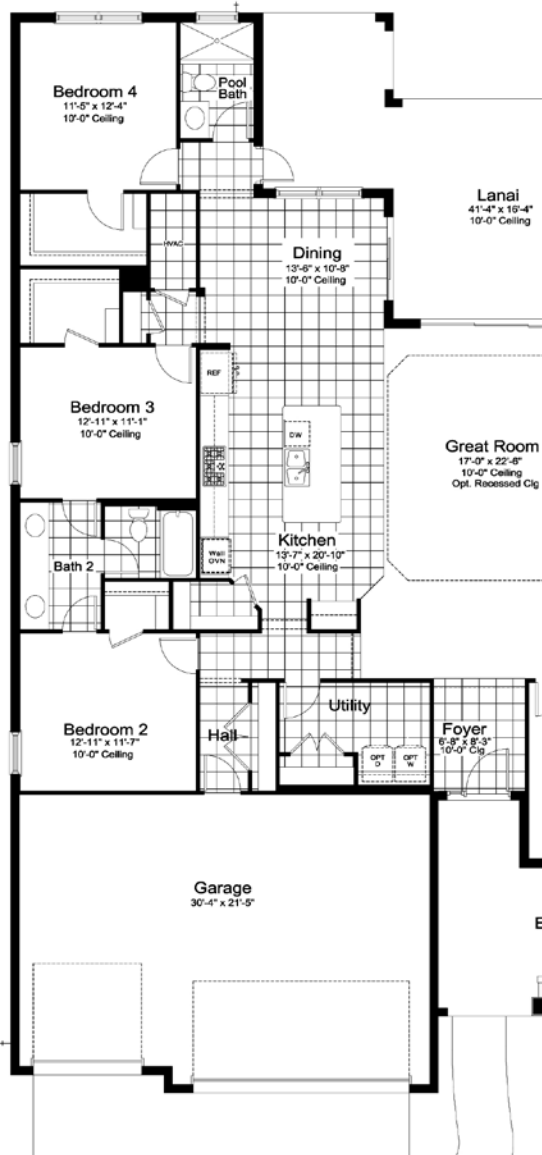 Bedroom 4
11'-5" x 12'-4"
10'-0" Ceiling
Pool
Bath
Lanai
41'-4" x 16'-4"
10'-0" Ceiling
HVAC
Dining
13'-6" x 10'-8"
10'-0" Ceiling
REF
Bedroom 3
12'-11" x 11'-1"
10'-0" Ceiling
DW
Great Room
17'-0" x 22'-6"
10'-0" Ceiling
Opt. Recessed Clg
Kitchen
13'-7" x 20'-10"
10'-0" Ceiling
Wall
OVN
Bath 2
Bedroom 2
12'-11" x 11'-7"
10'-0" Ceiling
Hall
Utility
OPT
D
OPT
W
Foyer
6'-8" x 8'-3"
10'-0" Clg
Garage
30'-4" x 21'-5"